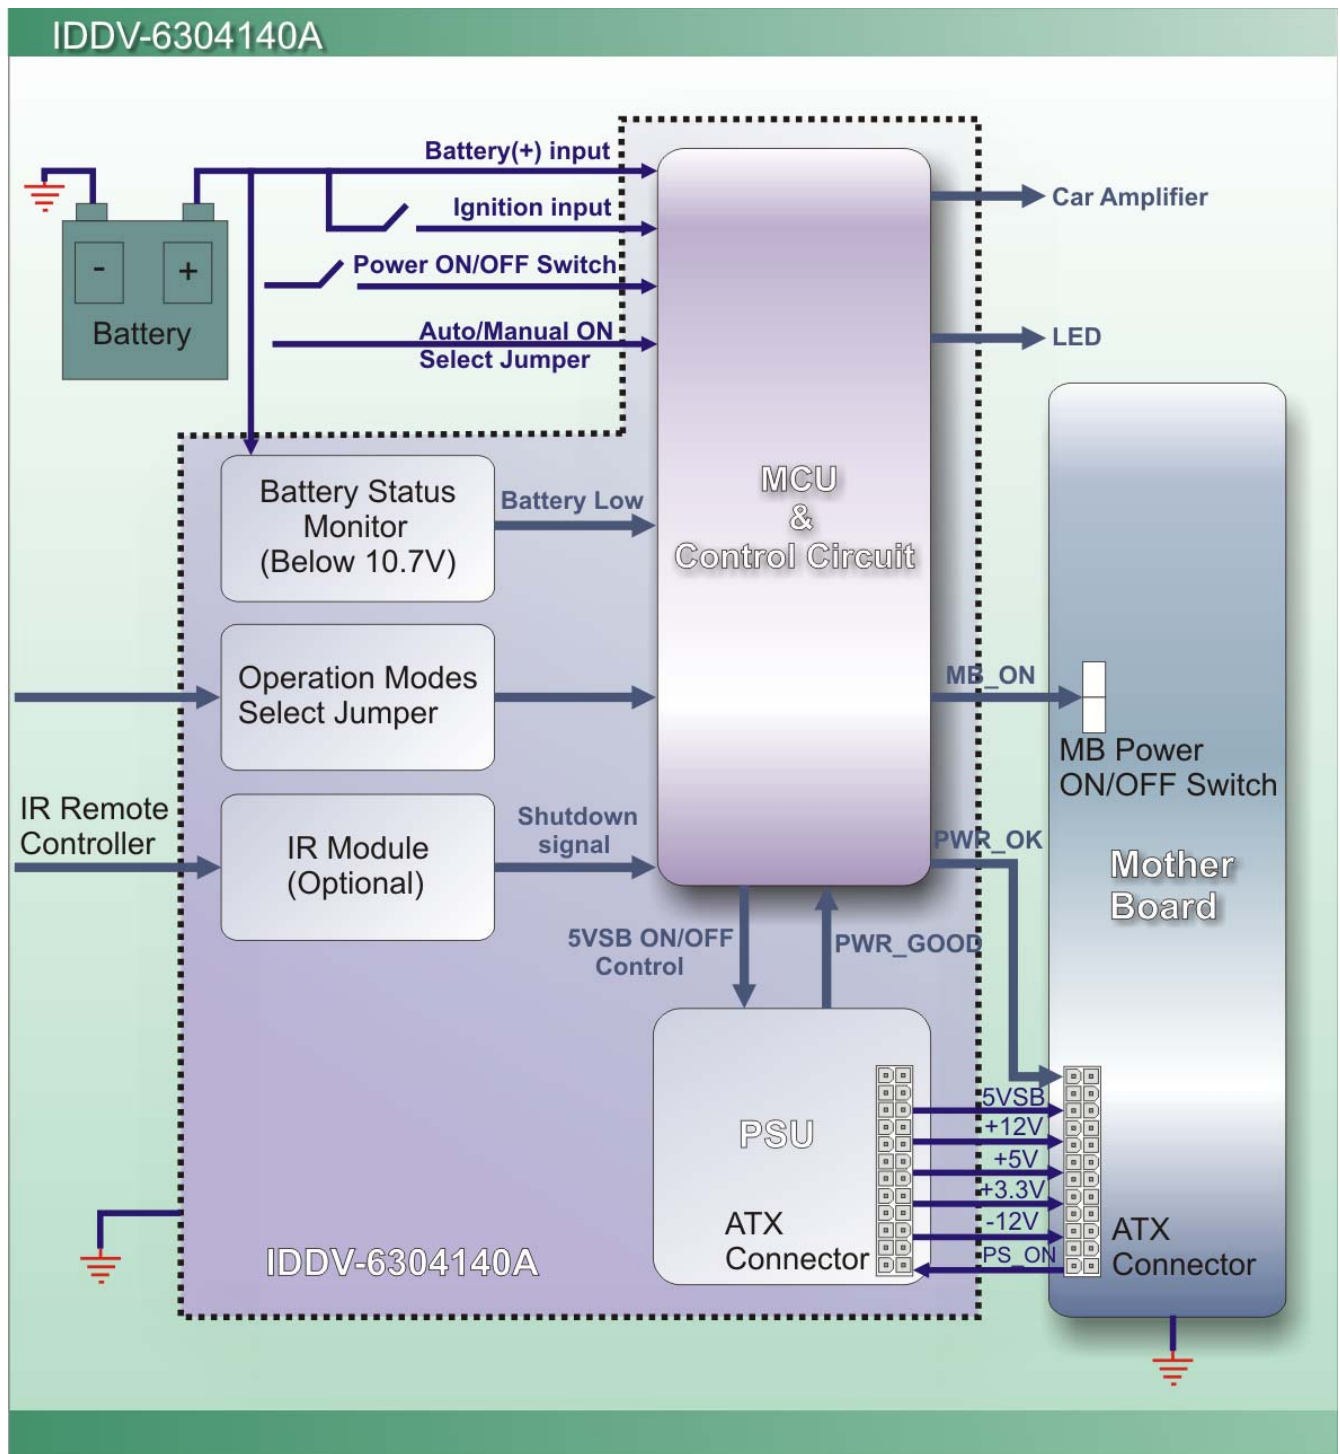 IDDV-6304140A
Battery(+) input
Ignition input
Power ON/OFF Switch
Auto/Manual ON
Select Jumper
-
+
Battery
Car Amplifier
LED
Battery Status
Monitor
(Below 10.7V)
Battery Low
MCU
&
Control Circuit
Operation Modes
Select Jumper
MB_ON
MB Power
ON/OFF Switch
IR Remote
Controller
IR Module
(Optional)
Shutdown
signal
PWR_OK
Mother
Board
5VSB ON/OFF
Control
PWR_GOOD
PSU
ATX
Connector
5VSB
+12V
+5V
+3.3V
-12V
PS_ON
ATX
Connector
IDDV-6304140A